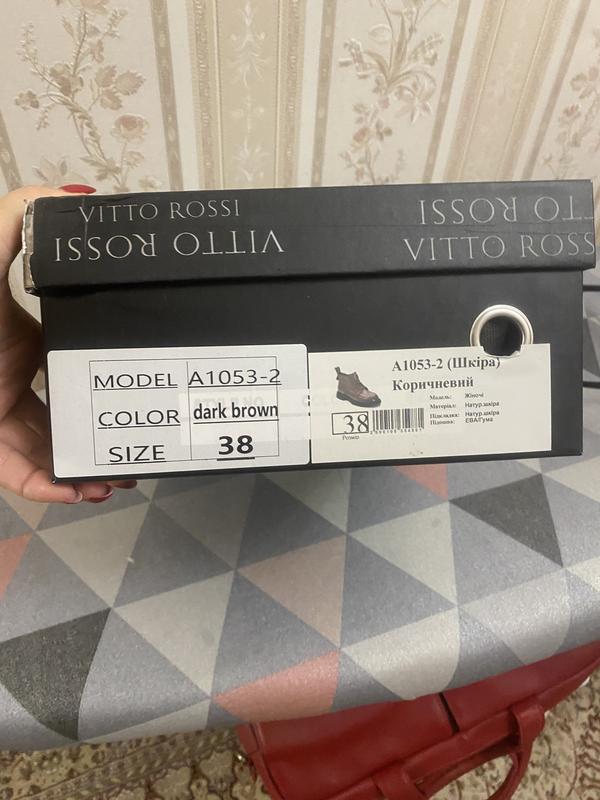 VITTO ROSSI
VITTO ROSSI
VITTO ROSSI
VITTO ROSS
MODEL A1053-2
COLOR dark brown
SIZE 38
A1053-2 (Шкіра)
Коричневий
Модель: Жіночі
Матеріал: Натур.шкіра
Підкладка: Натур.шкіра
Підошва: ЕВА/Гума
38
Розмір